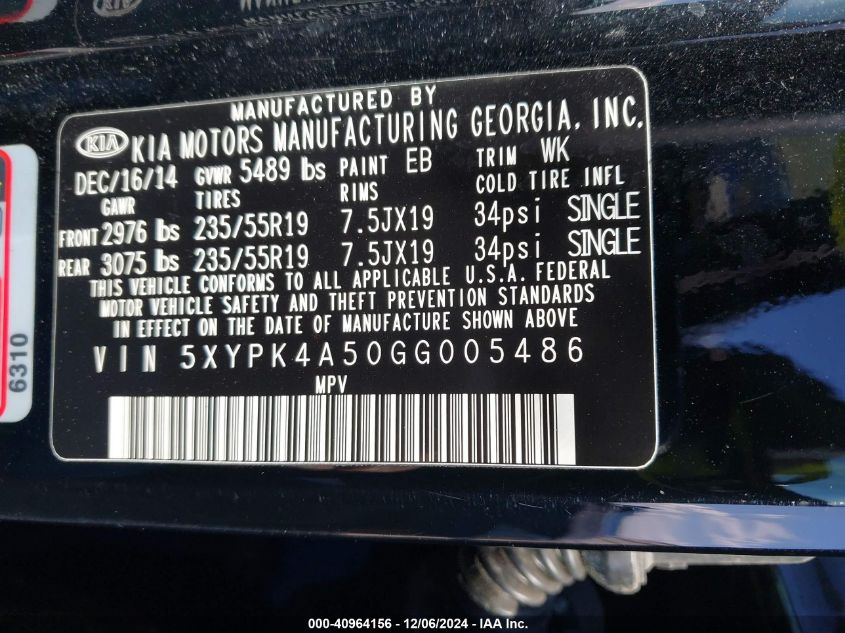 MANUFACTURED BY
KIA KIA MOTORS MANUFACTURING GEORGIA, INC.
DEC/16/14 GVWR 5489 lbs PAINT EB TRIM WK
GAWR TIRES RIMS COLD TIRE INFL
FRONT 2976 lbs 235/55R19 7.5JX19 34psi SINGLE
REAR 3075 lbs 235/55R19 7.5JX19 34psi SINGLE
THIS VEHICLE CONFORMS TO ALL APPLICABLE U.S.A. FEDERAL
MOTOR VEHICLE SAFETY AND THEFT PREVENTION STANDARDS
IN EFFECT ON THE DATE OF MANUFACTURE SHOWN ABOVE
VIN 5XYPK4A50GG005486
MPV
6310
000-40964156 - 12/06/2024 - IAA Inc.